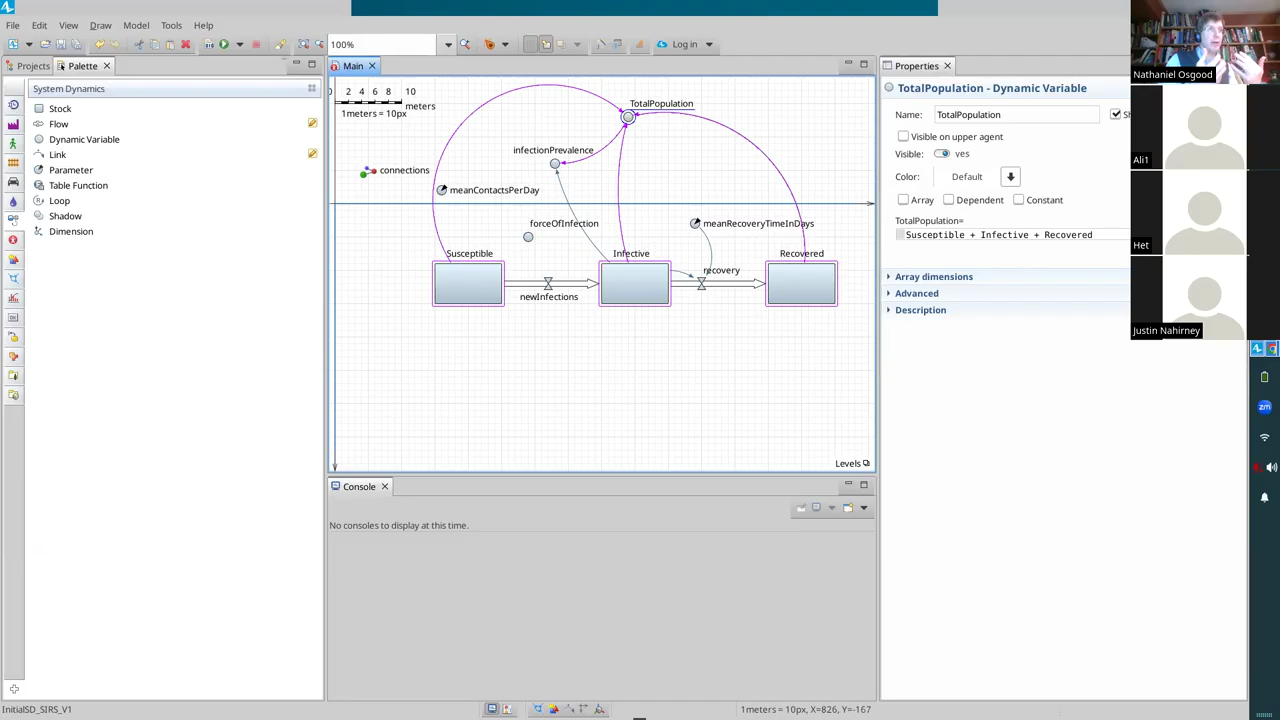 File Edit View Draw Model Tools Help
100%
Log in
Projects
Palette
Main
Properties
System Dynamics
Stock
Flow
Dynamic Variable
Link
Parameter
Table Function
Loop
Shadow
Dimension
0 2 4 6 8 10
meters
1meters = 10px
connections
TotalPopulation
infectionPrevalence
meanContactsPerDay
forceOfInfection
meanRecoveryTimeInDays
Susceptible
Infective
Recovered
recovery
newInfections
Levels
Console
No consoles to display at this time.
TotalPopulation - Dynamic Variable
Name: TotalPopulation
Visible on upper agent
Visible: yes
Color: Default
Array Dependent Constant
TotalPopulation=
Susceptible + Infective + Recovered
Array dimensions
Advanced
Description
Nathaniel Osgood
Ali1
Het
Justin Nahirney
zm
InitialSD_SIRS_V1
1meters = 10px, X=826, Y=-167